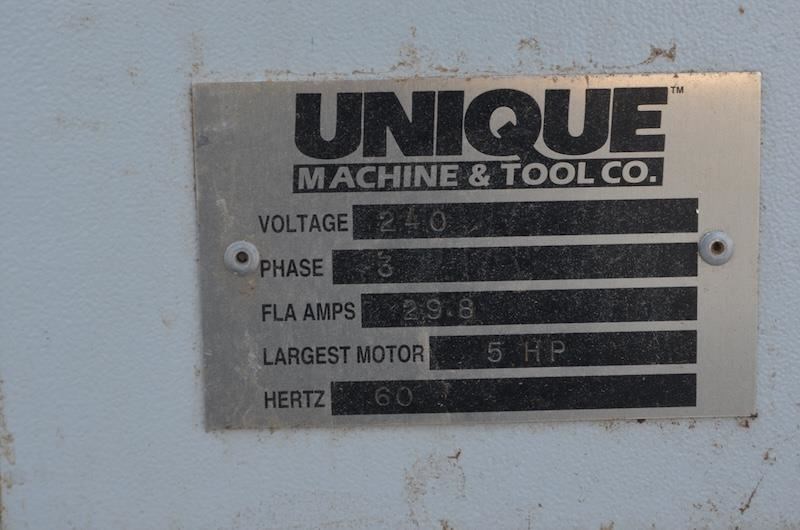 UNIQUE™
MACHINE & TOOL CO.
VOLTAGE 240
PHASE 3
FLA AMPS 29.8
LARGEST MOTOR 5 HP
HERTZ 60